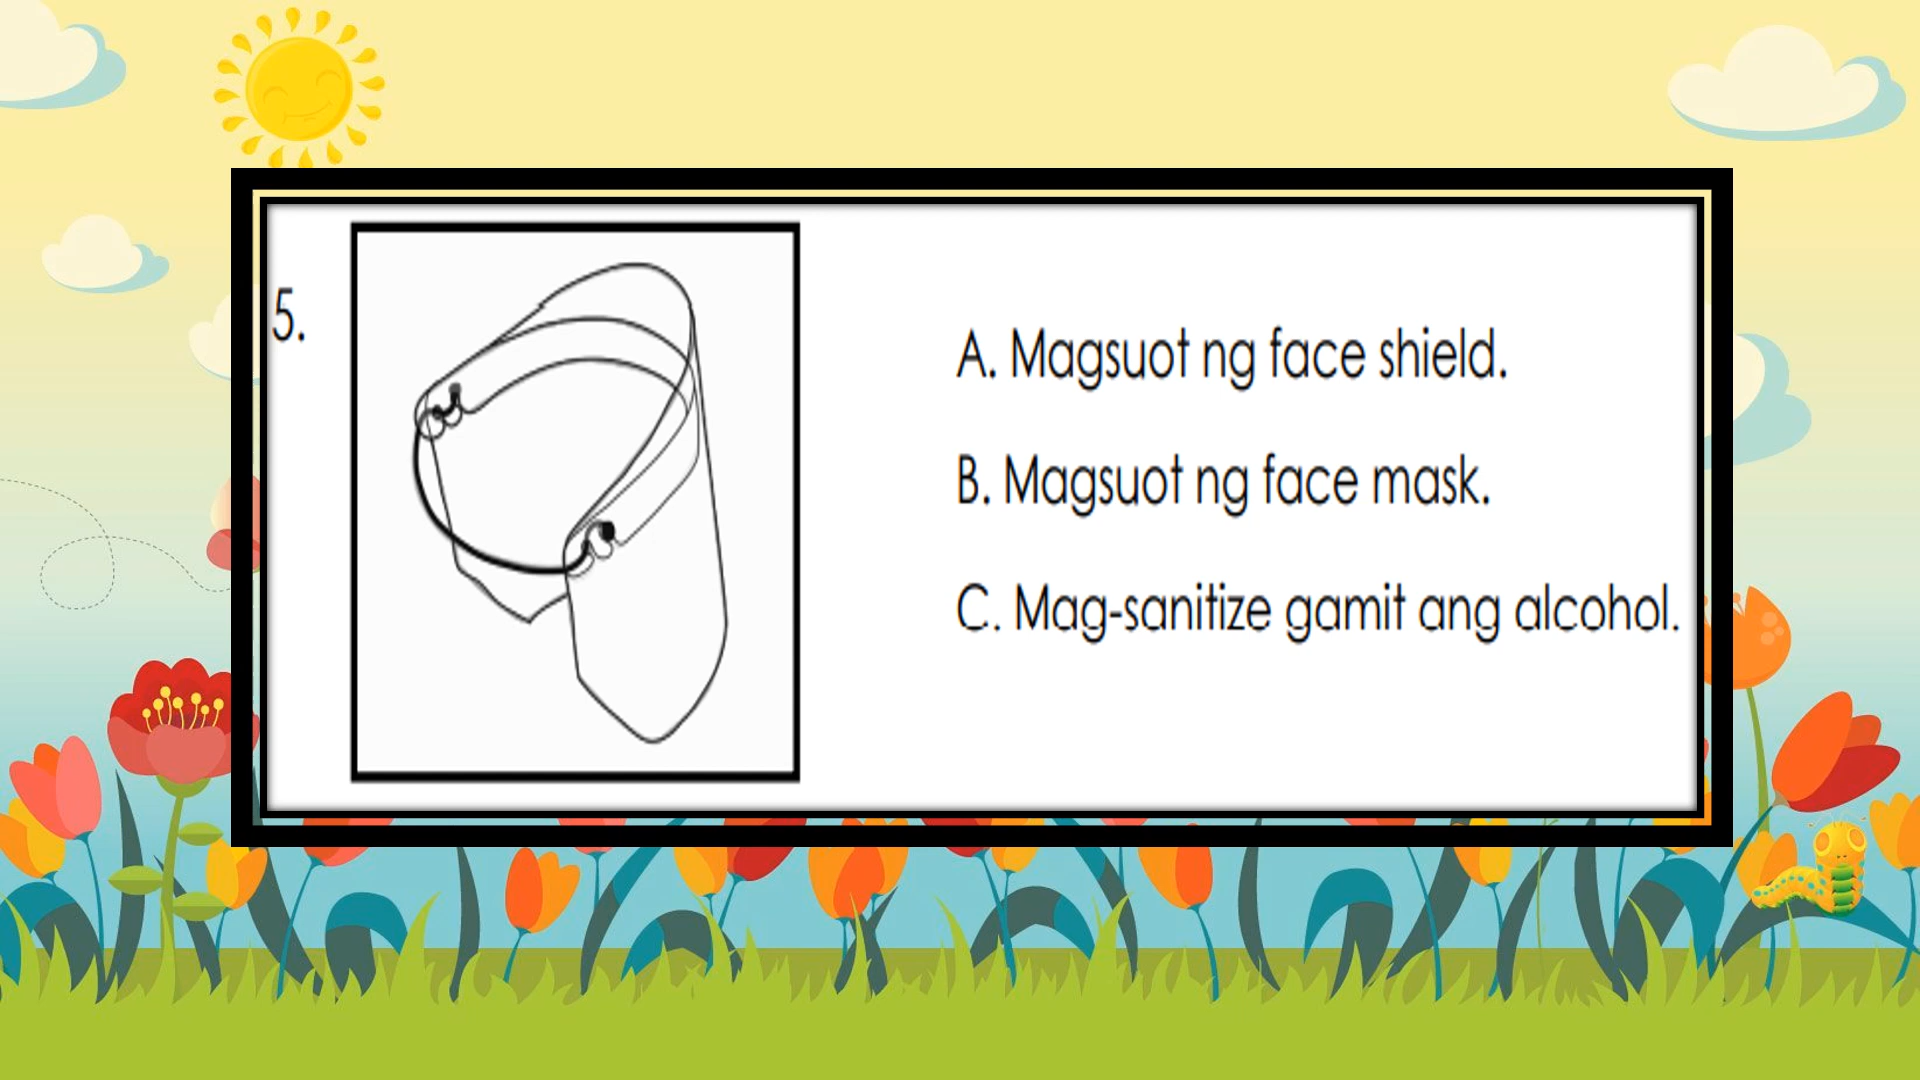 5.
A. Magsuot ng face shield.
B. Magsuot ng face mask.
C. Mag-sanitize gamit ang alcohol.